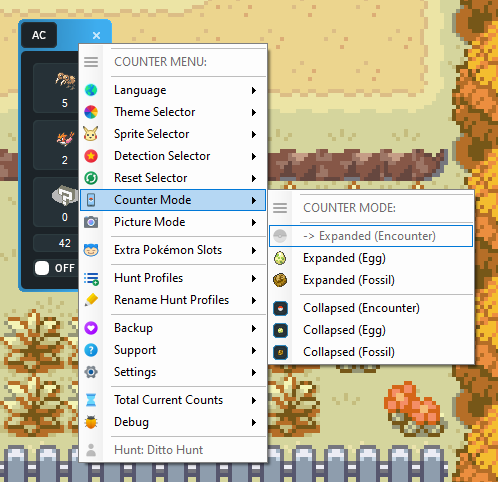 AC ×
5
2
0
42
OFF
COUNTER MENU:
Language
Theme Selector
Sprite Selector
Detection Selector
Reset Selector
Counter Mode
Picture Mode
Extra Pokémon Slots
Hunt Profiles
Rename Hunt Profiles
Backup
Support
Settings
Total Current Counts
Debug
Hunt: Ditto Hunt
COUNTER MODE:
-> Expanded (Encounter)
Expanded (Egg)
Expanded (Fossil)
Collapsed (Encounter)
Collapsed (Egg)
Collapsed (Fossil)